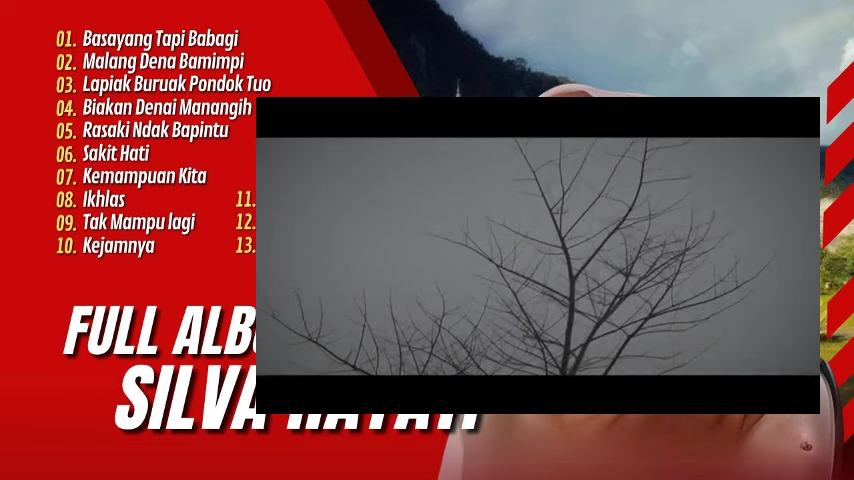 01. Basayang Tapi Babagi
02. Malang Dena Bamimpi
03. Lapiak Buruak Pondok Tuo
04. Biakan Denai Manangih
05. Rasaki Ndak Bapintu
06. Sakit Hati
07. Kemampuan Kita
08. Ikhlas 11.
09. Tak Mampu lagi 12.
10. Kejamnya 13.
FULL ALB
SILVA HAYATI